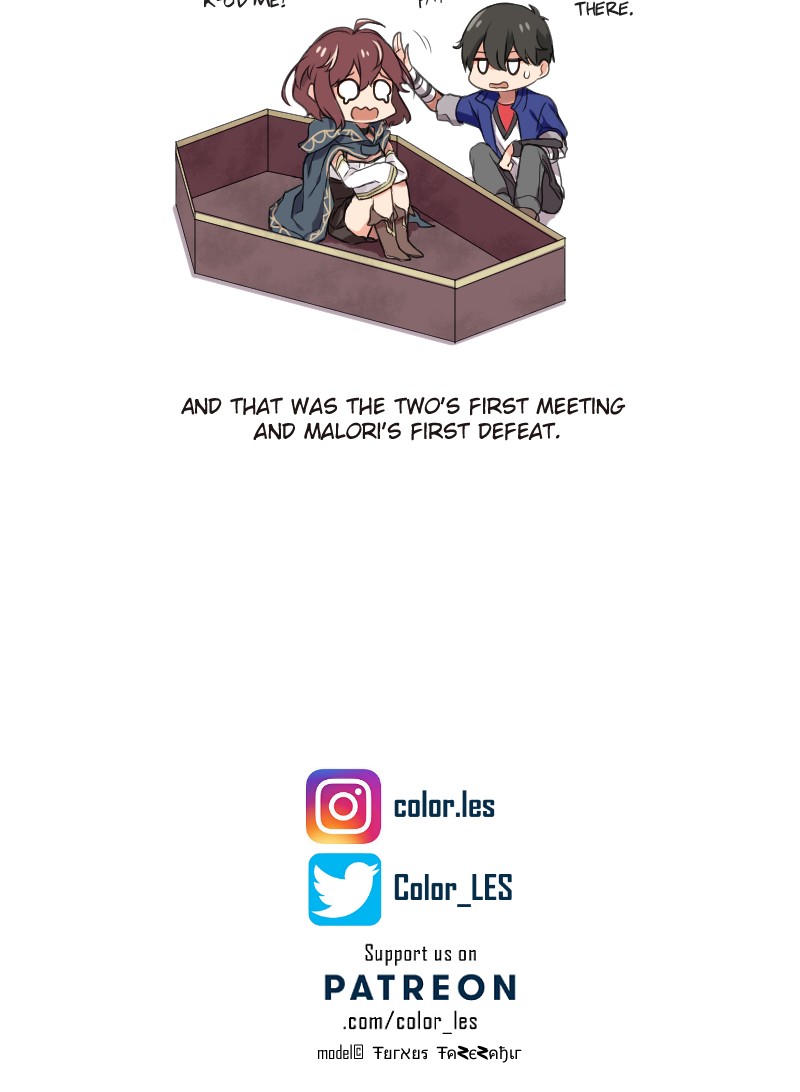 THERE.
AND THAT WAS THE TWO'S FIRST MEETING
AND MALORI'S FIRST DEFEAT.
color.les
Color_LES
Support us on
PATREON
.com/color_les
model©